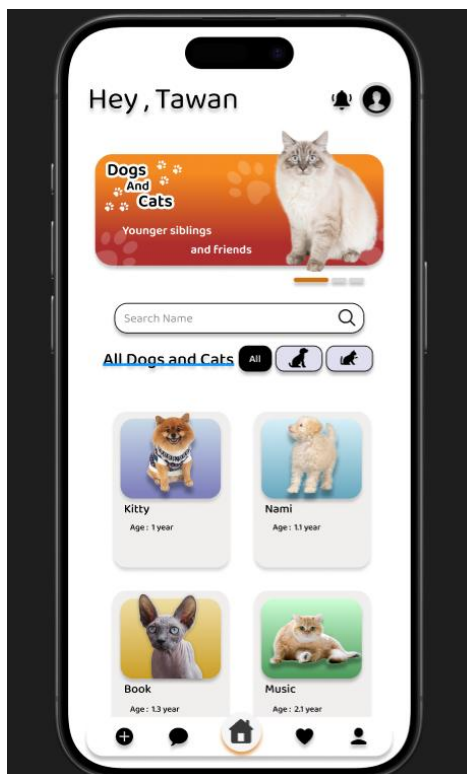 Hey , Tawan
Dogs
And
Cats
Younger siblings
and friends
Search Name
All Dogs and Cats
All
Kitty
Age : 1 year
Nami
Age : 1.1 year
Book
Age : 1.3 year
Music
Age : 2.1 year